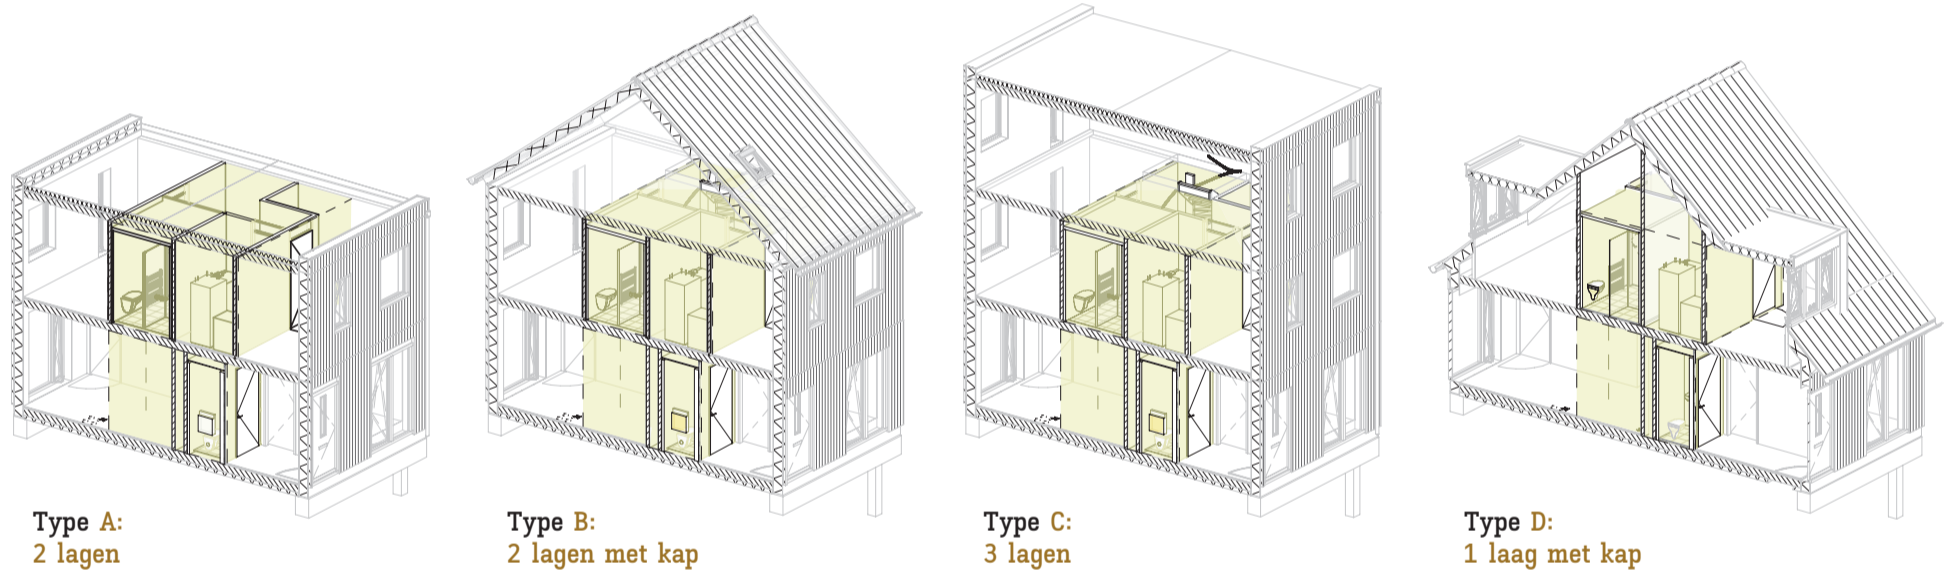 Type A:
2 lagen
Type B:
2 lagen met kap
Type C:
3 lagen
Type D:
1 laag met kap